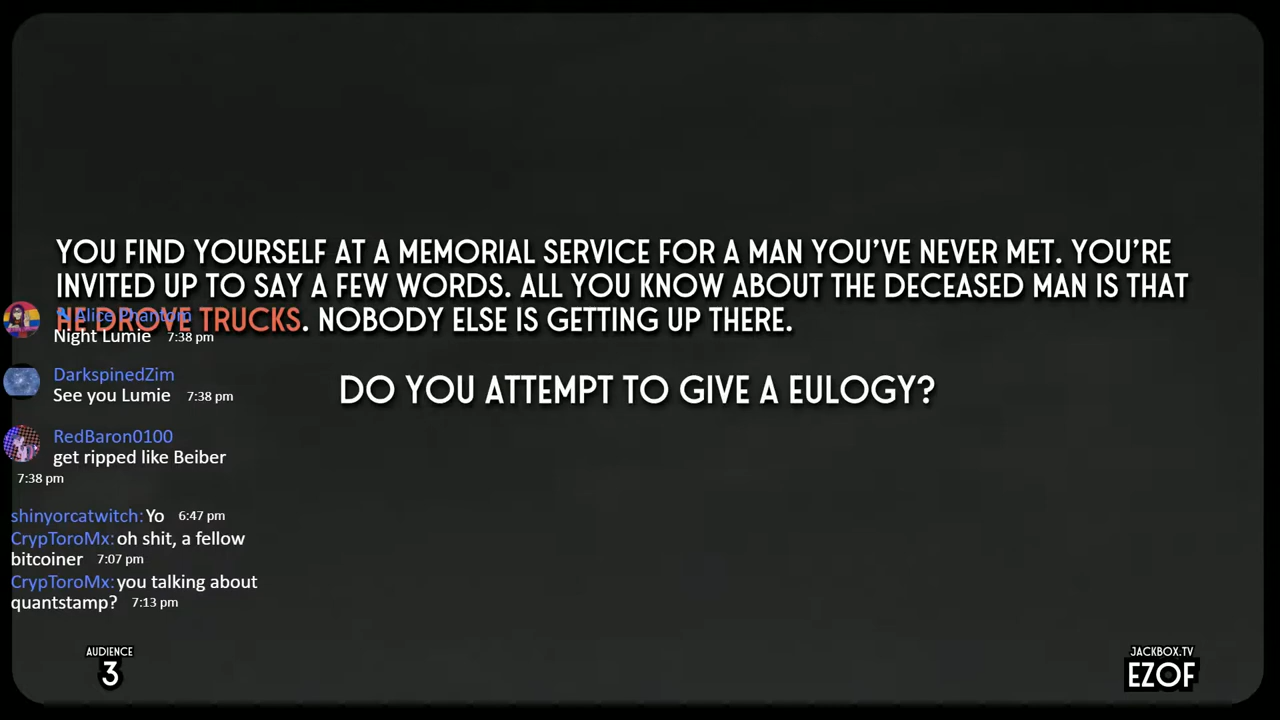 YOU FIND YOURSELF AT A MEMORIAL SERVICE FOR A MAN YOU'VE NEVER MET. YOU'RE
INVITED UP TO SAY A FEW WORDS. ALL YOU KNOW ABOUT THE DECEASED MAN IS THAT
HE DROVE TRUCKS. NOBODY ELSE IS GETTING UP THERE.
DO YOU ATTEMPT TO GIVE A EULOGY?
Alice Phantom
Night Lumie 7:38 pm
DarkspinedZim
See you Lumie 7:38 pm
RedBaron0100
get ripped like Beiber
7:38 pm
shinyorcatwitch: Yo 6:47 pm
CrypToroMx: oh shit, a fellow
bitcoiner 7:07 pm
CrypToroMx: you talking about
quantstamp? 7:13 pm
AUDIENCE
3
JACKBOX.TV
EZOF